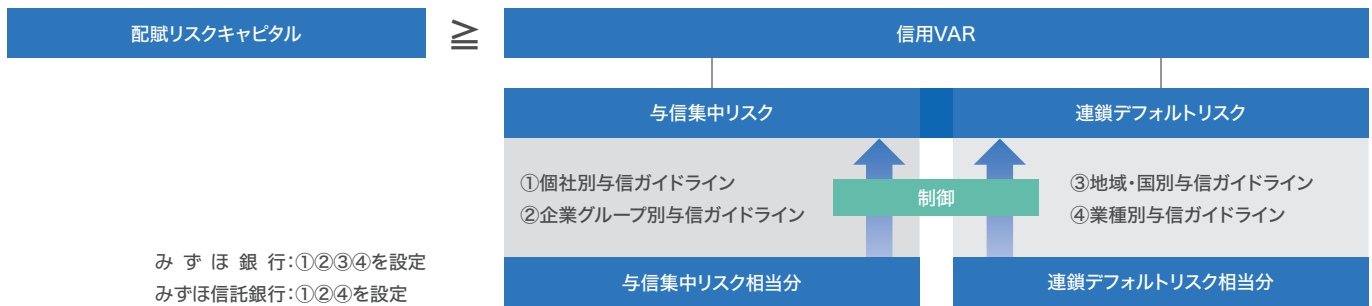 配賦リスクキャピタル
≧
信用VAR
与信集中リスク
連鎖デフォルトリスク
①個社別与信ガイドライン
②企業グループ別与信ガイドライン
制御
③地域・国別与信ガイドライン
④業種別与信ガイドライン
みずほ銀行：①②③④を設定
みずほ信託銀行：①②④を設定
与信集中リスク相当分
連鎖デフォルトリスク相当分